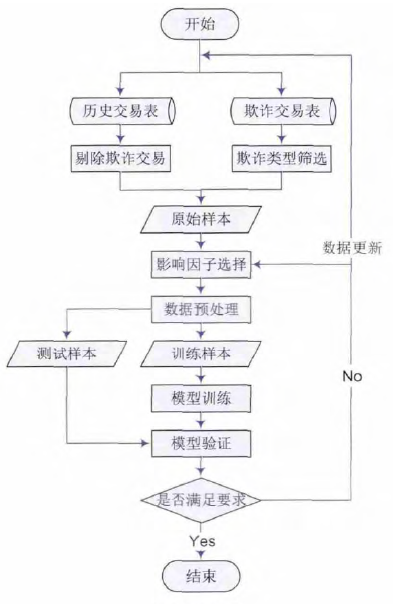 开始
历史交易表
欺诈交易表
剔除欺诈交易
欺诈类型筛选
原始样本
数据更新
影响因子选择
数据预处理
测试样本
训练样本
No
模型训练
模型验证
是否满足要求
Yes
结束